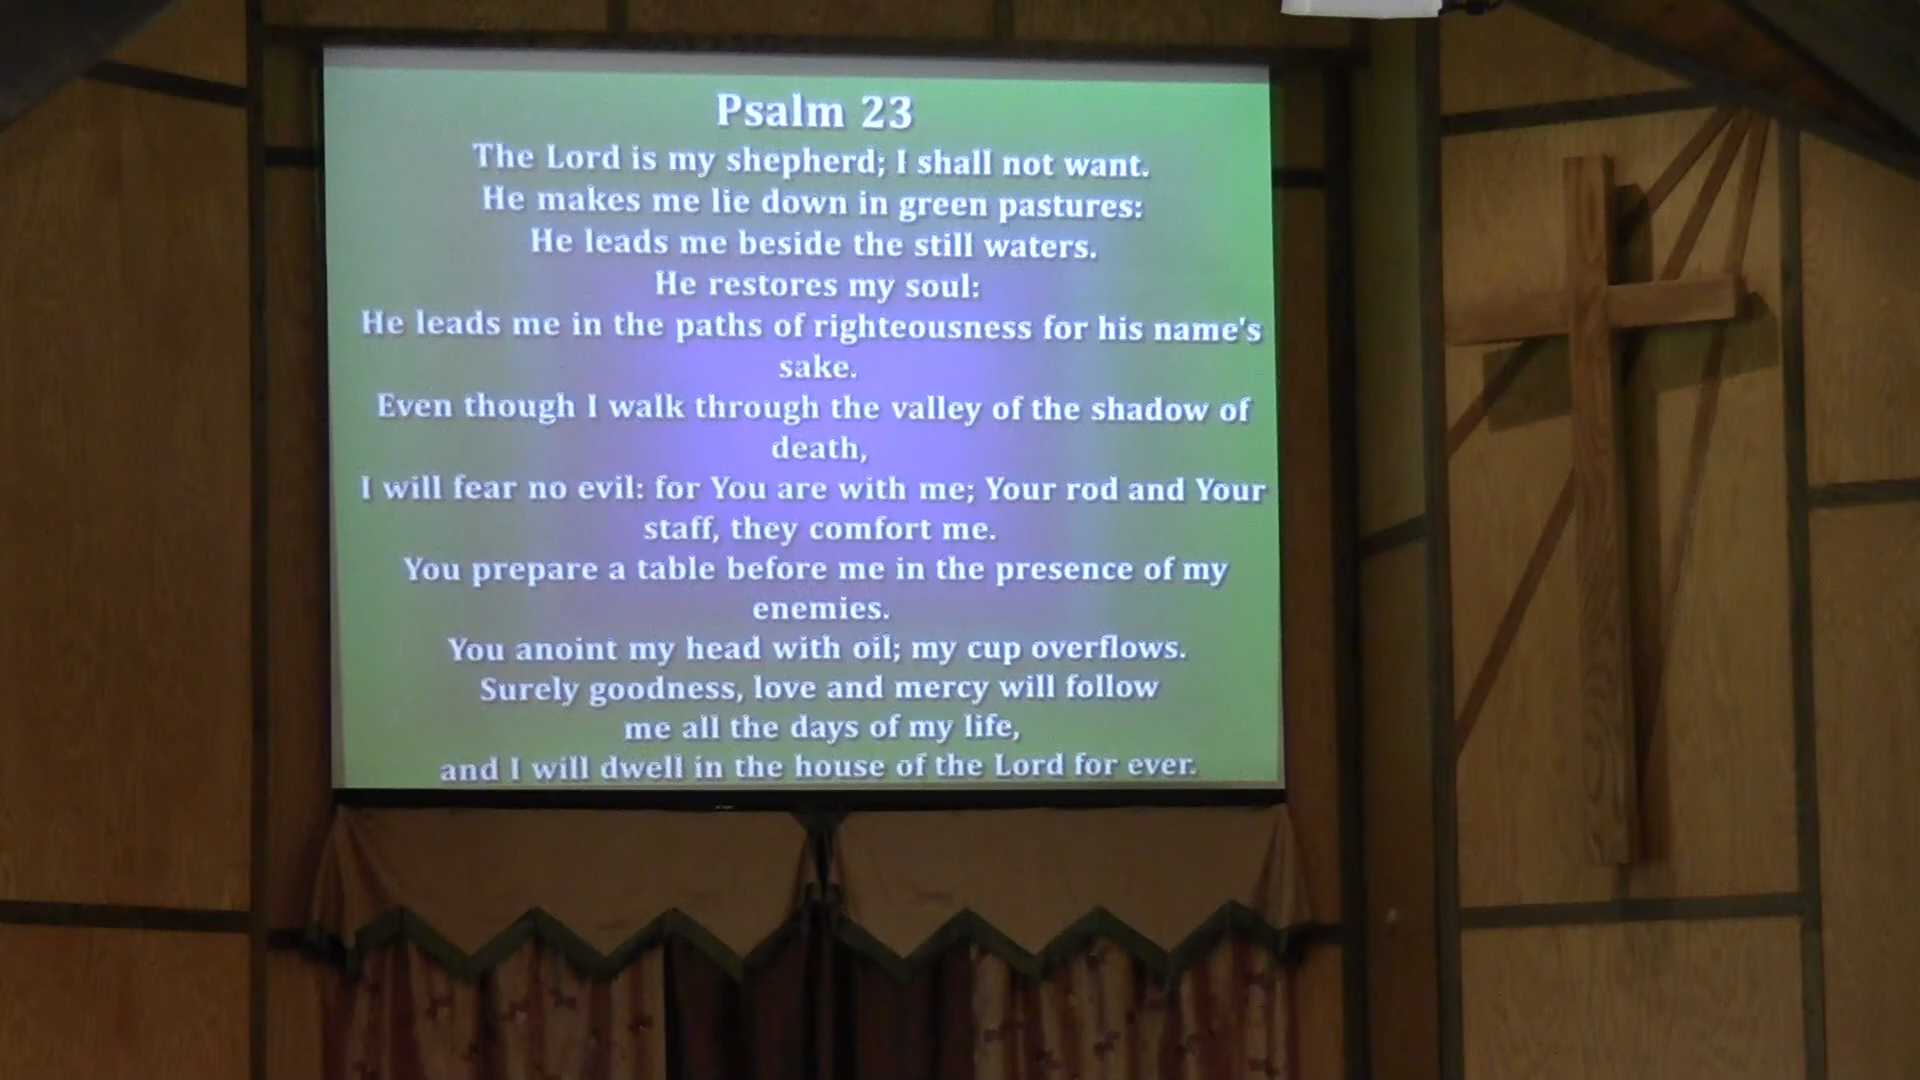 Psalm 23
The Lord is my shepherd; I shall not want.
He makes me lie down in green pastures:
He leads me beside the still waters.
He restores my soul:
He leads me in the paths of righteousness for his name's
sake.
Even though I walk through the valley of the shadow of
death,
I will fear no evil: for You are with me; Your rod and Your
staff, they comfort me.
You prepare a table before me in the presence of my
enemies.
You anoint my head with oil; my cup overflows.
Surely goodness, love and mercy will follow
me all the days of my life,
and I will dwell in the house of the Lord for ever.